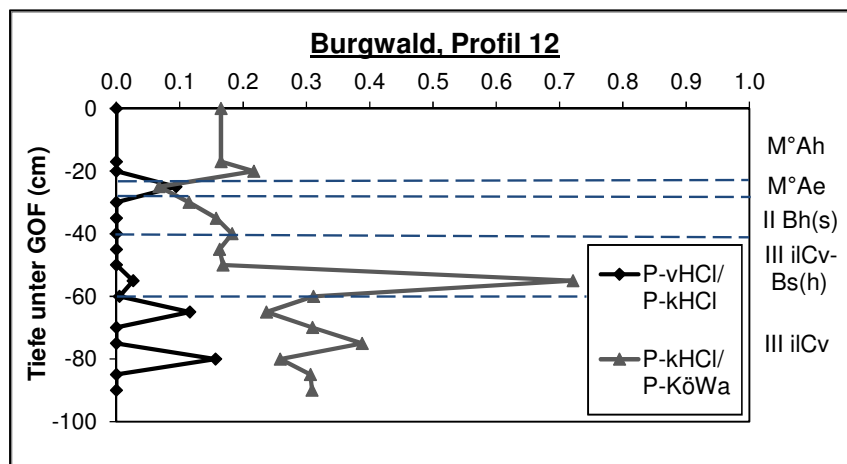 Burgwald, Profil 12
0.0 0.1 0.2 0.3 0.4 0.5 0.6 0.7 0.8 0.9 1.0
Tiefe unter GOF (cm)
0
-20
-40
-60
-80
-100
M°Ah
M°Ae
II Bh(s)
III ilCv-
Bs(h)
III ilCv
P-vHCl/
P-kHCl
P-kHCl/
P-KöWa